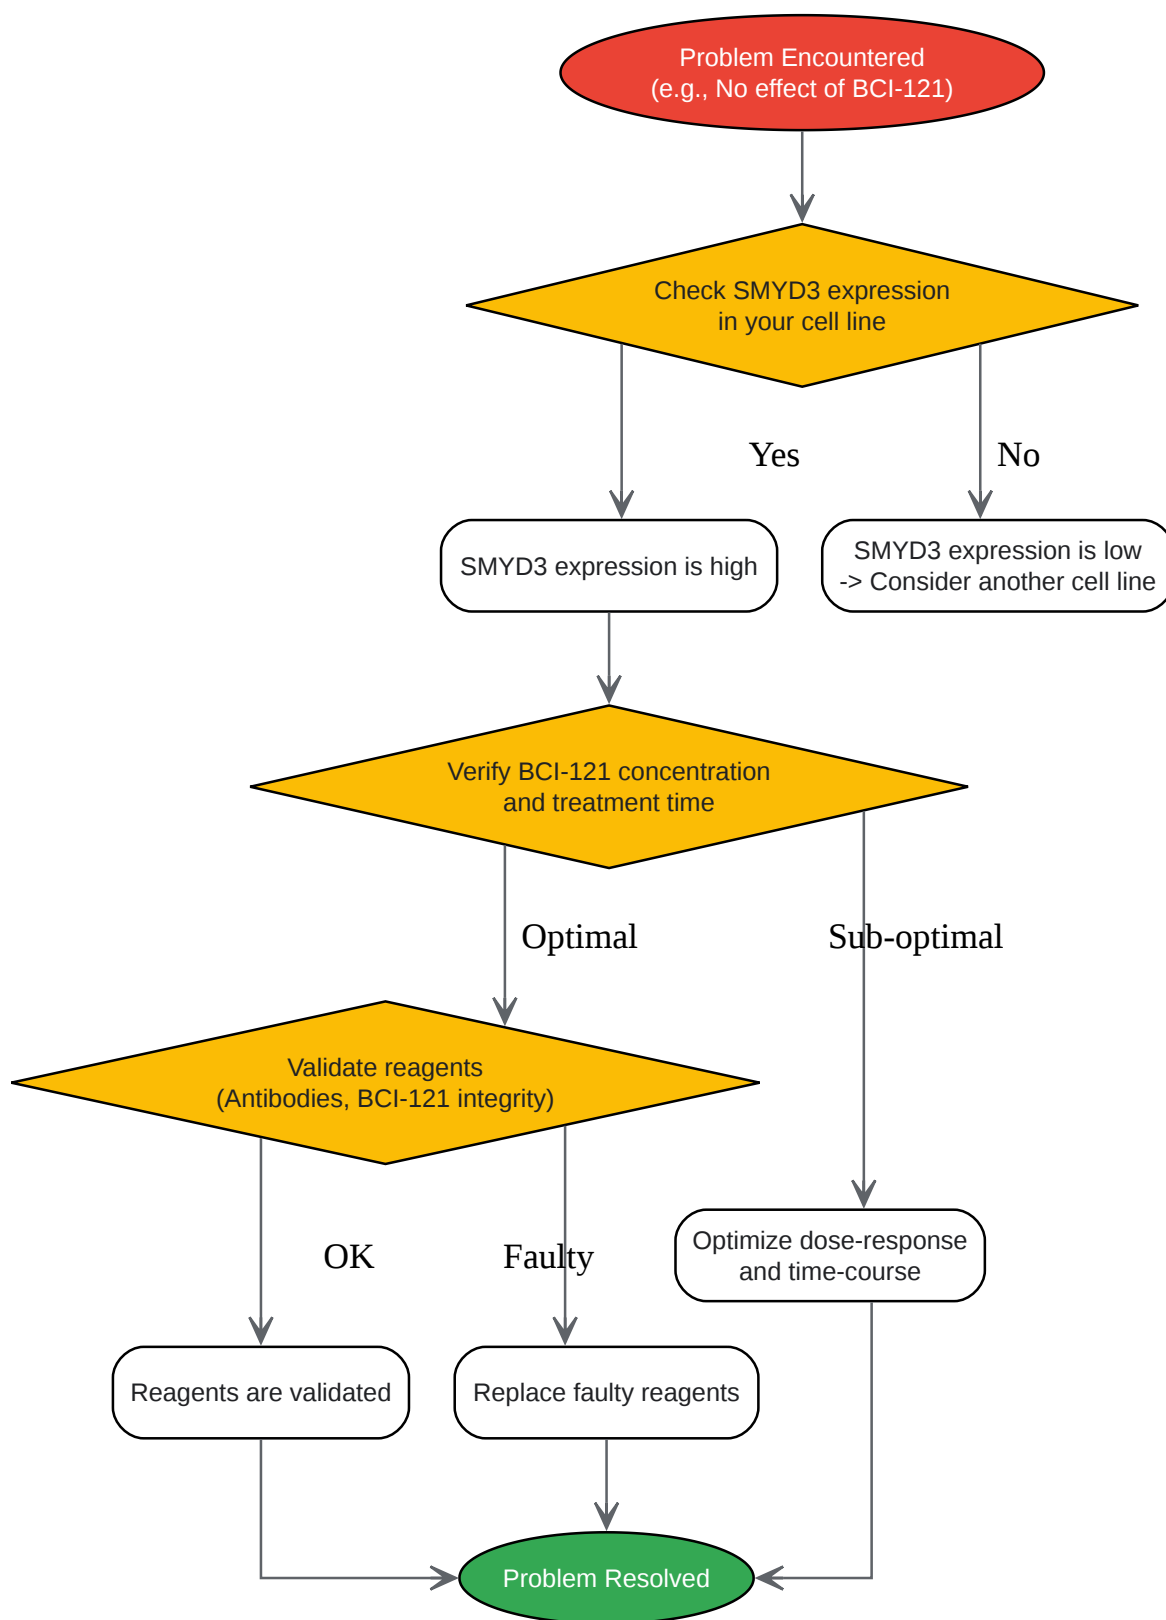 Problem Encountered
(e.g., No effect of BCI-121)
Check SMYD3 expression
in your cell line
Yes
No
SMYD3 expression is high
SMYD3 expression is low
-> Consider another cell line
Verify BCI-121 concentration
and treatment time
Optimal
Sub-optimal
Validate reagents
(Antibodies, BCI-121 integrity)
OK
Faulty
Optimize dose-response
and time-course
Reagents are validated
Replace faulty reagents
Problem Resolved